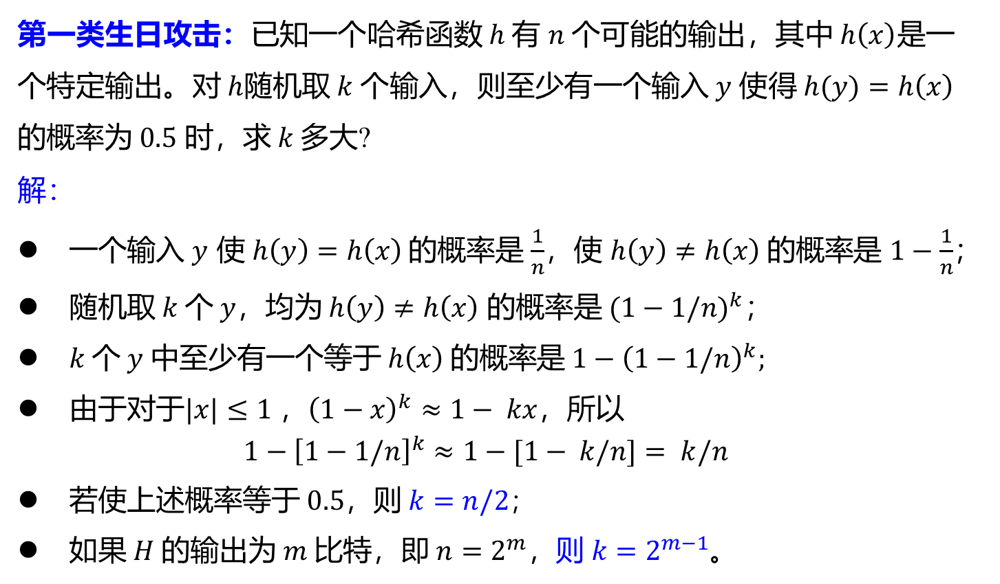 第一类生日攻击：已知一个哈希函数 h 有 n 个可能的输出，其中 h(x)是一
个特定输出。对 h随机取 k 个输入，则至少有一个输入 y 使得 h(y) = h(x)
的概率为 0.5 时，求 k 多大?
解：
● 一个输入 y 使 h(y) = h(x) 的概率是 1/n，使 h(y) ≠ h(x) 的概率是 1 − 1/n;
● 随机取 k 个 y，均为 h(y) ≠ h(x) 的概率是 (1 − 1/n)^k;
● k 个 y 中至少有一个等于 h(x) 的概率是 1 − (1 − 1/n)^k;
● 由于对于|x| ≤ 1 ，(1 − x)^k ≈ 1 − kx，所以
1 − [1 − 1/n]^k ≈ 1 − [1 − k/n] = k/n
● 若使上述概率等于 0.5，则 k = n/2;
● 如果 H 的输出为 m 比特，即 n = 2^m，则 k = 2^{m−1}。